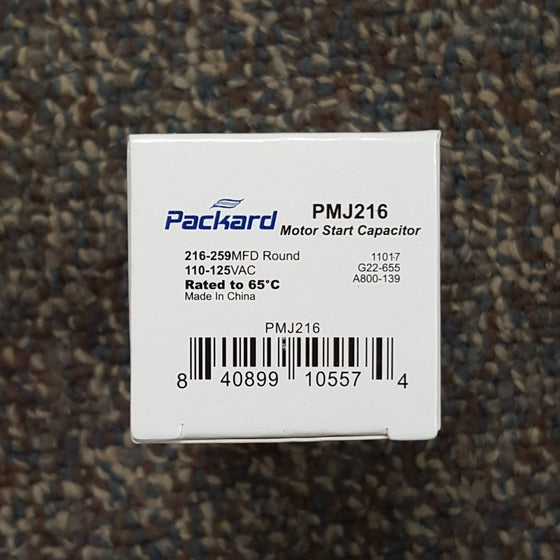 Packard
PMJ216
Motor Start Capacitor
216-259MFD Round
110-125VAC
Rated to 65°C
Made In China
11017
G22-655
A800-139
PMJ216
8 40899 10557 4